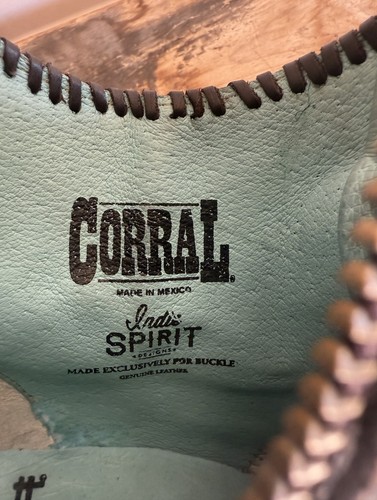 CORRAL
MADE IN MEXICO
Indie
SPIRIT
DESIGNS
MADE EXCLUSIVELY FOR BUCKLE
GENUINE LEATHER